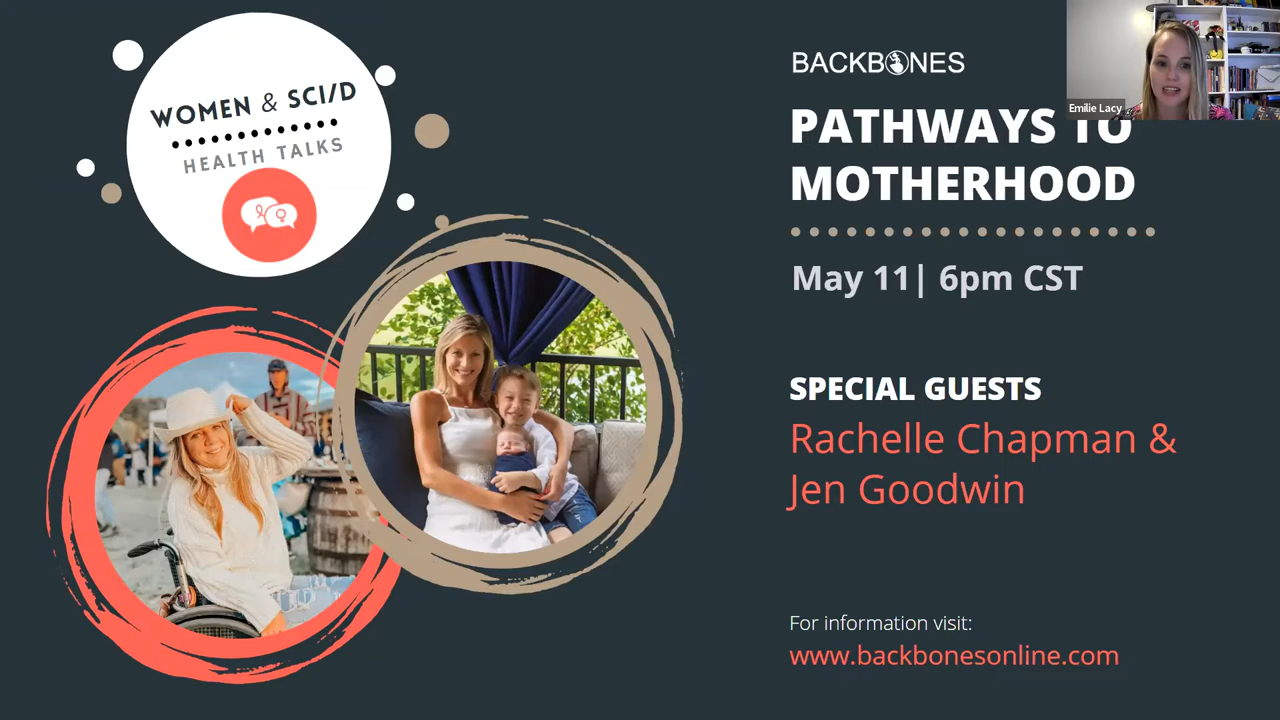 WOMEN & SCI/D
HEALTH TALKS
BACKBONES
Emilie Lacy
PATHWAYS TO
MOTHERHOOD
May 11| 6pm CST
SPECIAL GUESTS
Rachelle Chapman &
Jen Goodwin
For information visit:
www.backbonesonline.com